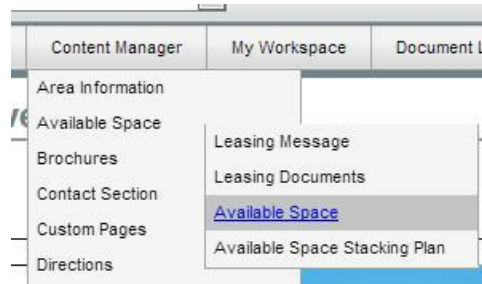 Content Manager
My Workspace
Document L
Area Information
Available Space
Brochures
Contact Section
Custom Pages
Directions
Leasing Message
Leasing Documents
Available Space
Available Space Stacking Plan